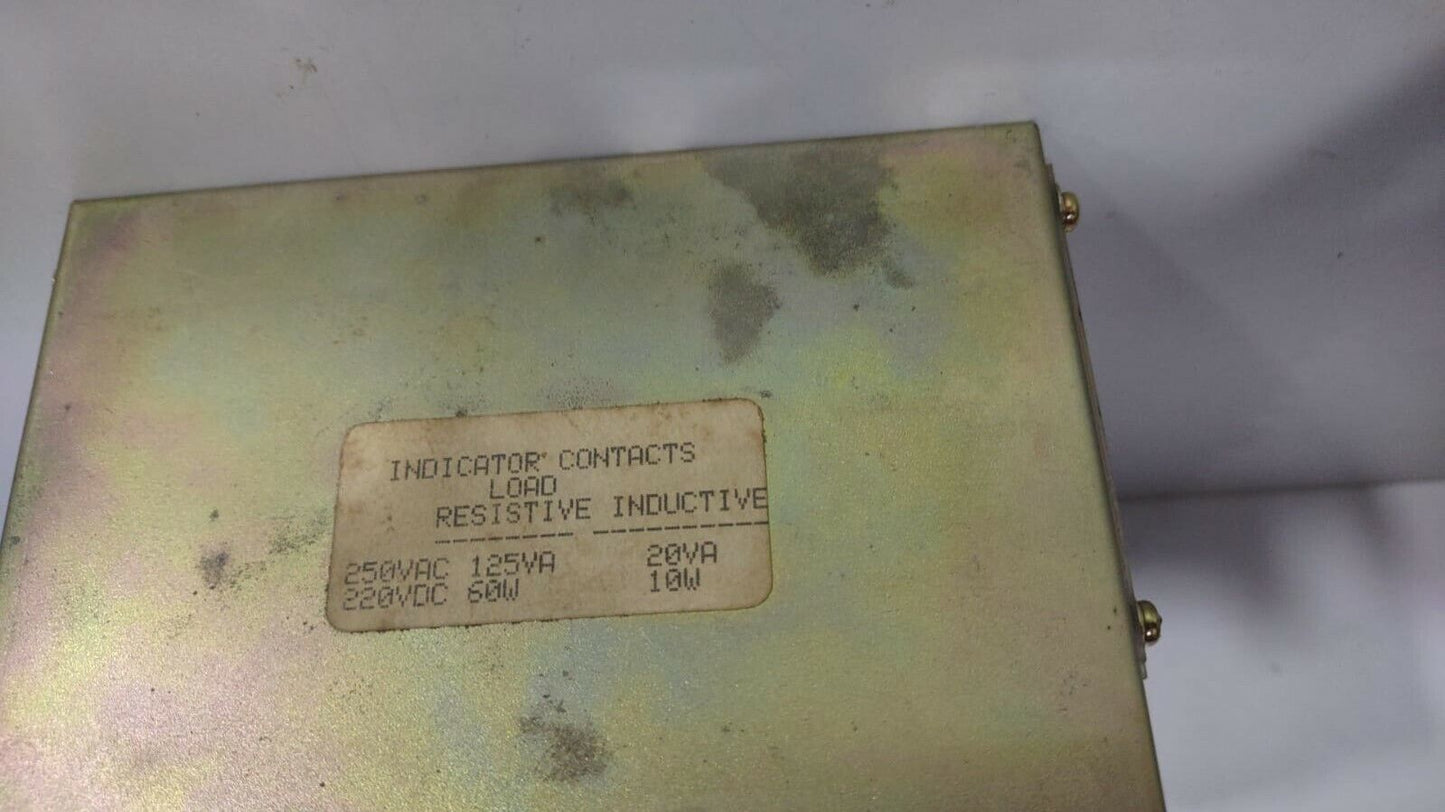 INDICATOR CONTACTS
LOAD
RESISTIVE INDUCTIVE
-------- ----------
250VAC 125VA 20VA
220VDC 60W 10W